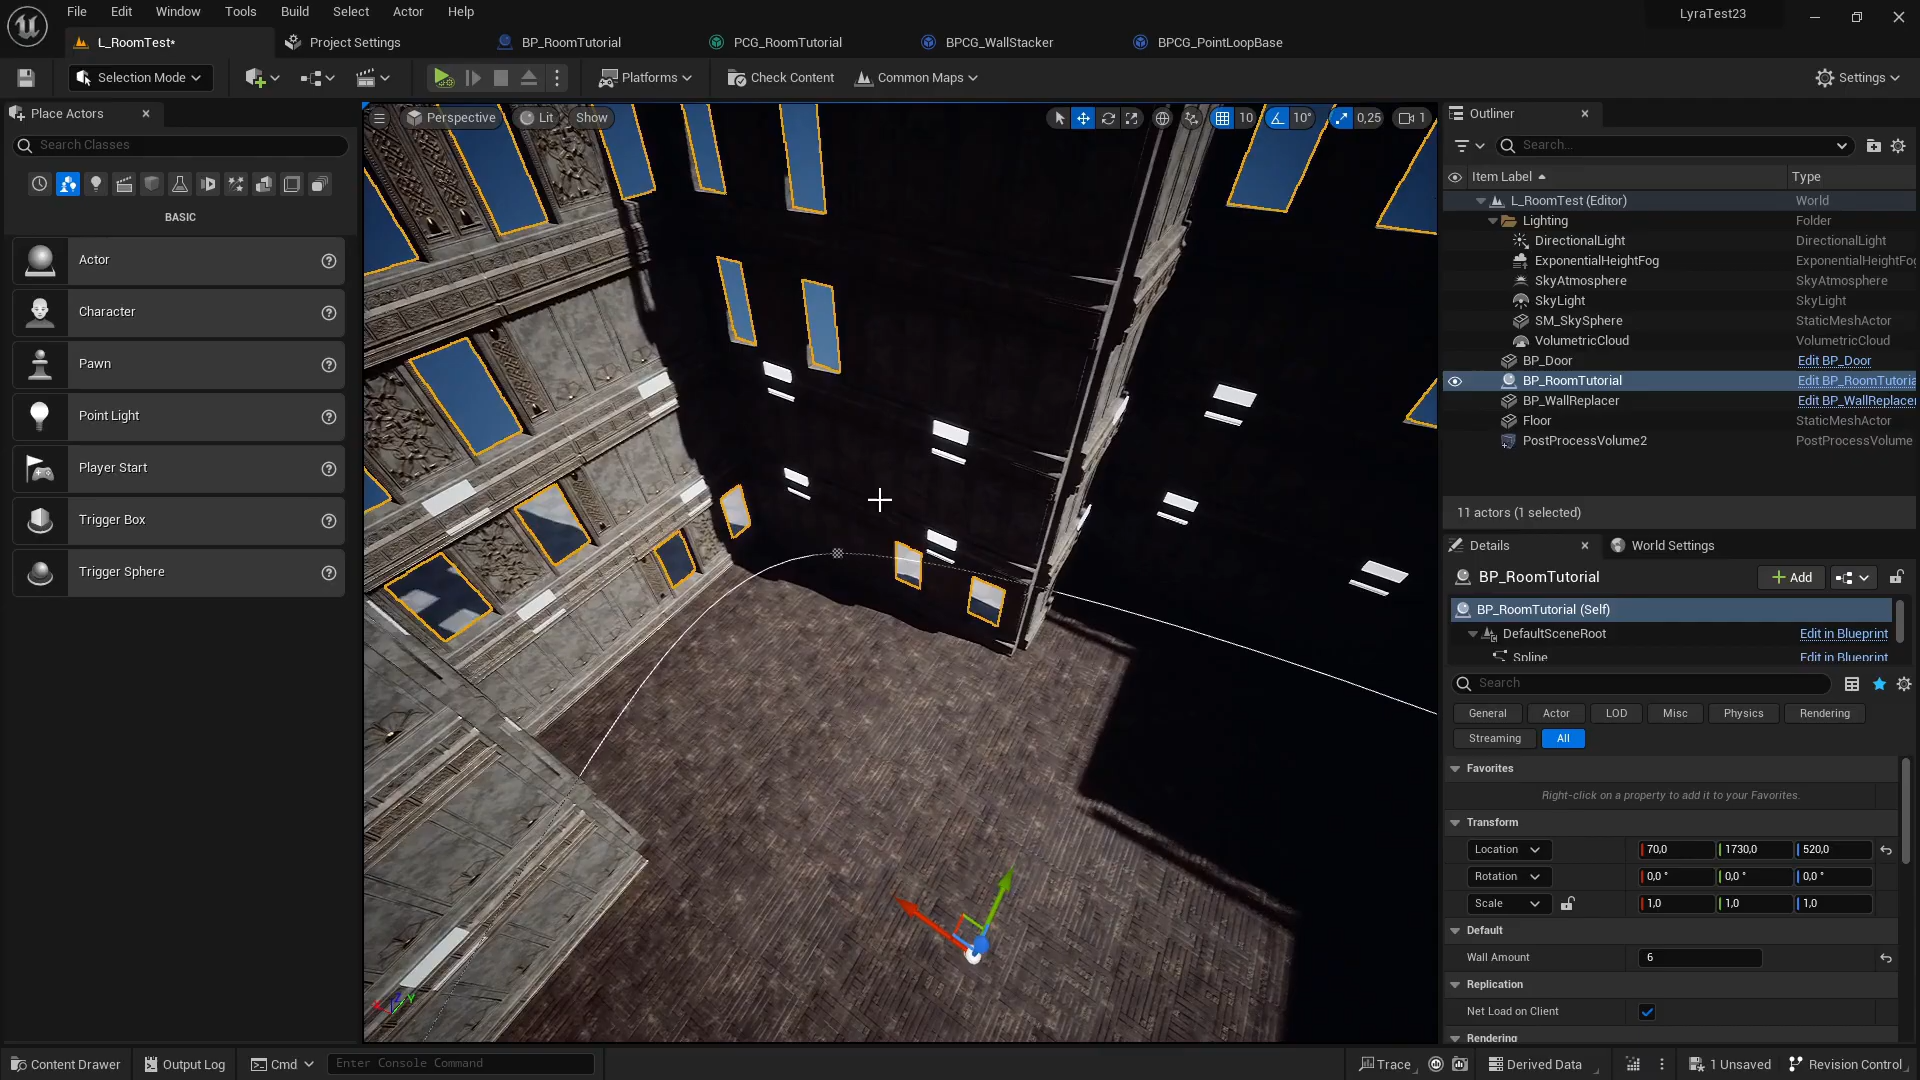 File Edit Window Tools Build Select Actor Help
LyraTest23
L_RoomTest*
Project Settings
BP_RoomTutorial
PCG_RoomTutorial
BPCG_WallStacker
BPCG_PointLoopBase
Selection Mode
Platforms
Check Content
Common Maps
Settings
Place Actors
Search Classes
BASIC
Actor
Character
Pawn
Point Light
Player Start
Trigger Box
Trigger Sphere
Perspective
Lit
Show
10
10°
0,25
1
Outliner
Search...
Item Label
Type
L_RoomTest (Editor) World
Lighting Folder
DirectionalLight DirectionalLight
ExponentialHeightFog ExponentialHeightFog
SkyAtmosphere SkyAtmosphere
SkyLight SkyLight
SM_SkySphere StaticMeshActor
VolumetricCloud VolumetricCloud
BP_Door Edit BP_Door
BP_RoomTutorial Edit BP_RoomTutoria
BP_WallReplacer Edit BP_WallReplacer
Floor StaticMeshActor
PostProcessVolume2 PostProcessVolume
11 actors (1 selected)
Details
World Settings
BP_RoomTutorial
Add
BP_RoomTutorial (Self)
DefaultSceneRoot Edit in Blueprint
Spline Edit in Blueprint
Search
General Actor LOD Misc Physics Rendering
Streaming All
Favorites
Right-click on a property to add it to your Favorites.
Transform
Location 70,0 1730,0 520,0
Rotation 0,0 ° 0,0 ° 0,0 °
Scale 1,0 1,0 1,0
Default
Wall Amount 6
Replication
Net Load on Client
Rendering
Content Drawer
Output Log
Cmd
Enter Console Command
Trace
Derived Data
1 Unsaved
Revision Control